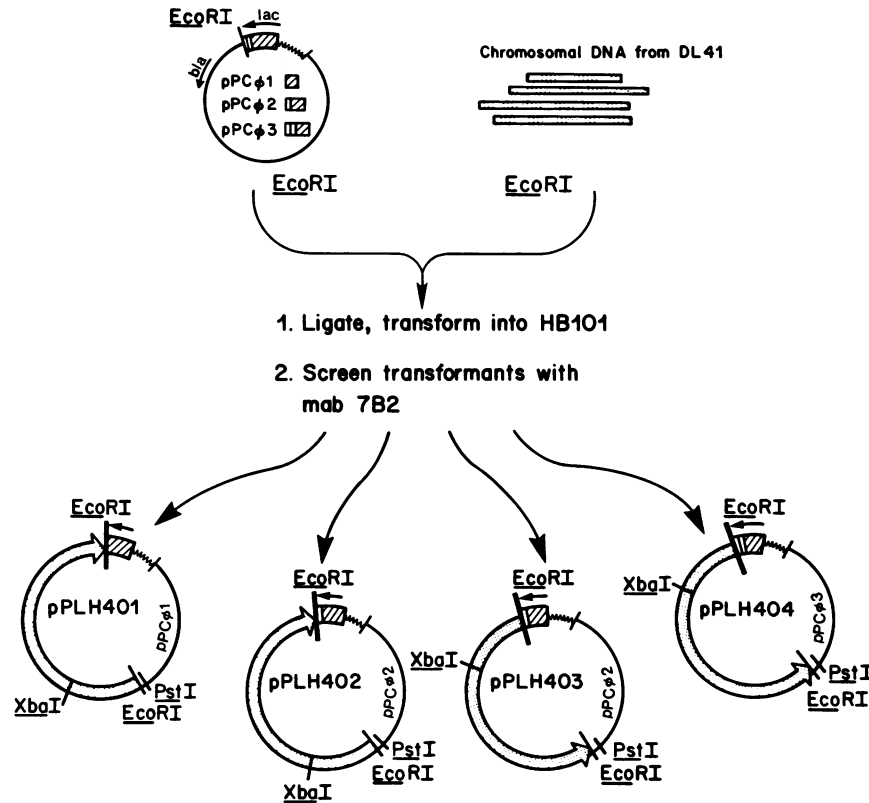 EcoRI
lac
bla
pPCφ1
pPCφ2
pPCφ3
EcoRI
Chromosomal DNA from DL41
EcoRI
1. Ligate, transform into HB101
2. Screen transformants with
mab 7B2
EcoRI
pPLH401
pPCφ1
XbaI
PstI
EcoRI
EcoRI
pPLH402
pPCφ2
XbaI
PstI
EcoRI
EcoRI
XbaI
pPLH403
pPCφ2
PstI
EcoRI
EcoRI
XbaI
pPLH404
pPCφ3
PstI
EcoRI